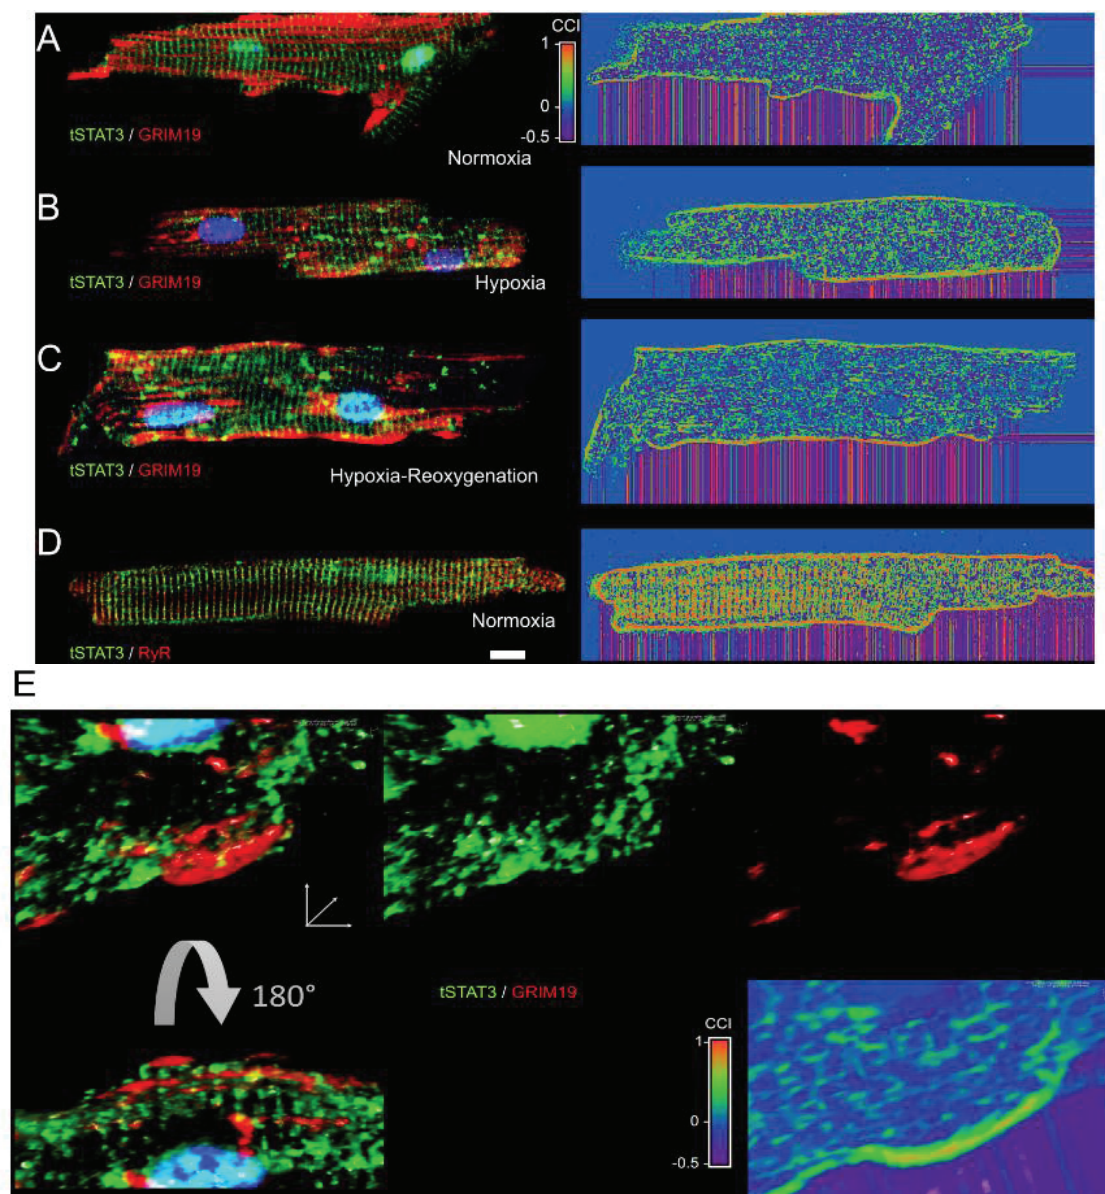 A
CCI
1
0
-0.5
tSTAT3 / GRIM19
Normoxia
B
tSTAT3 / GRIM19
Hypoxia
C
tSTAT3 / GRIM19
Hypoxia-Reoxygenation
D
Normoxia
tSTAT3 / RyR
E
180°
tSTAT3 / GRIM19
CCI
1
0
-0.5